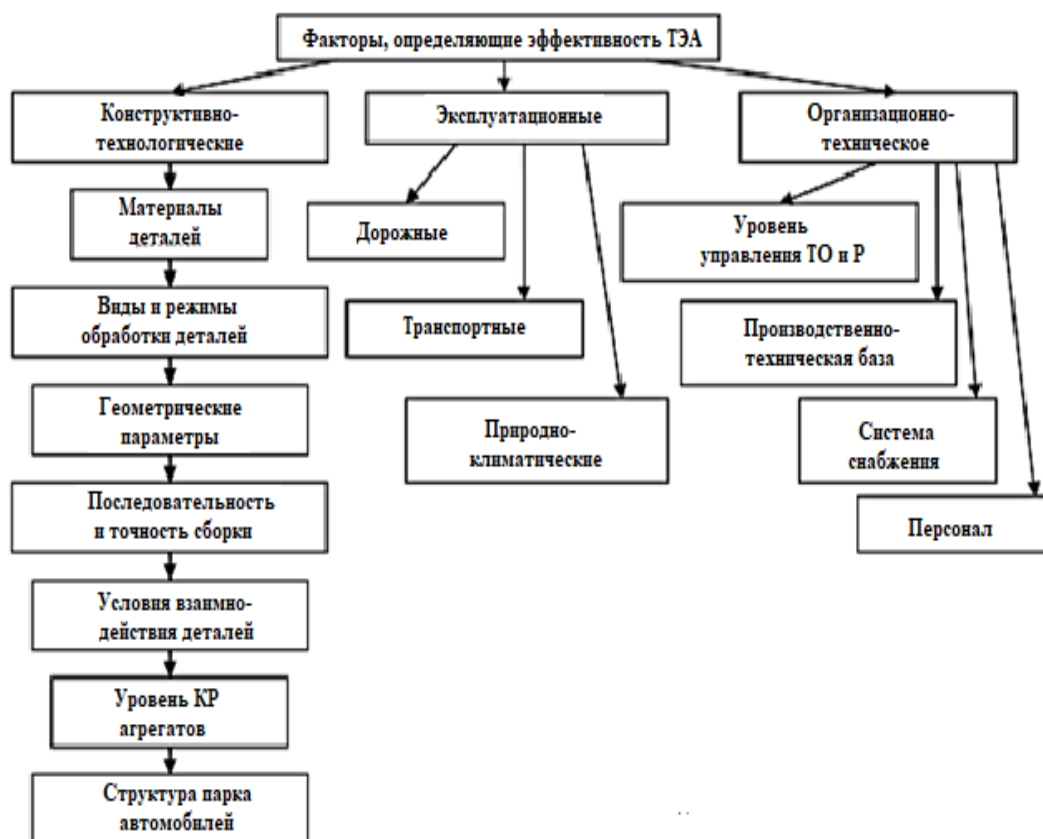 Факторы, определяющие эффективность ТЭА
Конструктивно-
технологические
Эксплуатационные
Организационно-
техническое
Материалы
деталей
Дорожные
Уровень
управления ТО и Р
Виды и режимы
обработки деталей
Транспортные
Производственно-
техническая база
Геометрические
параметры
Природно-
климатические
Система
снабжения
Последовательность
и точность сборки
Персонал
Условия взаимно-
действия деталей
Уровень КР
агрегатов
Структура парка
автомобилей